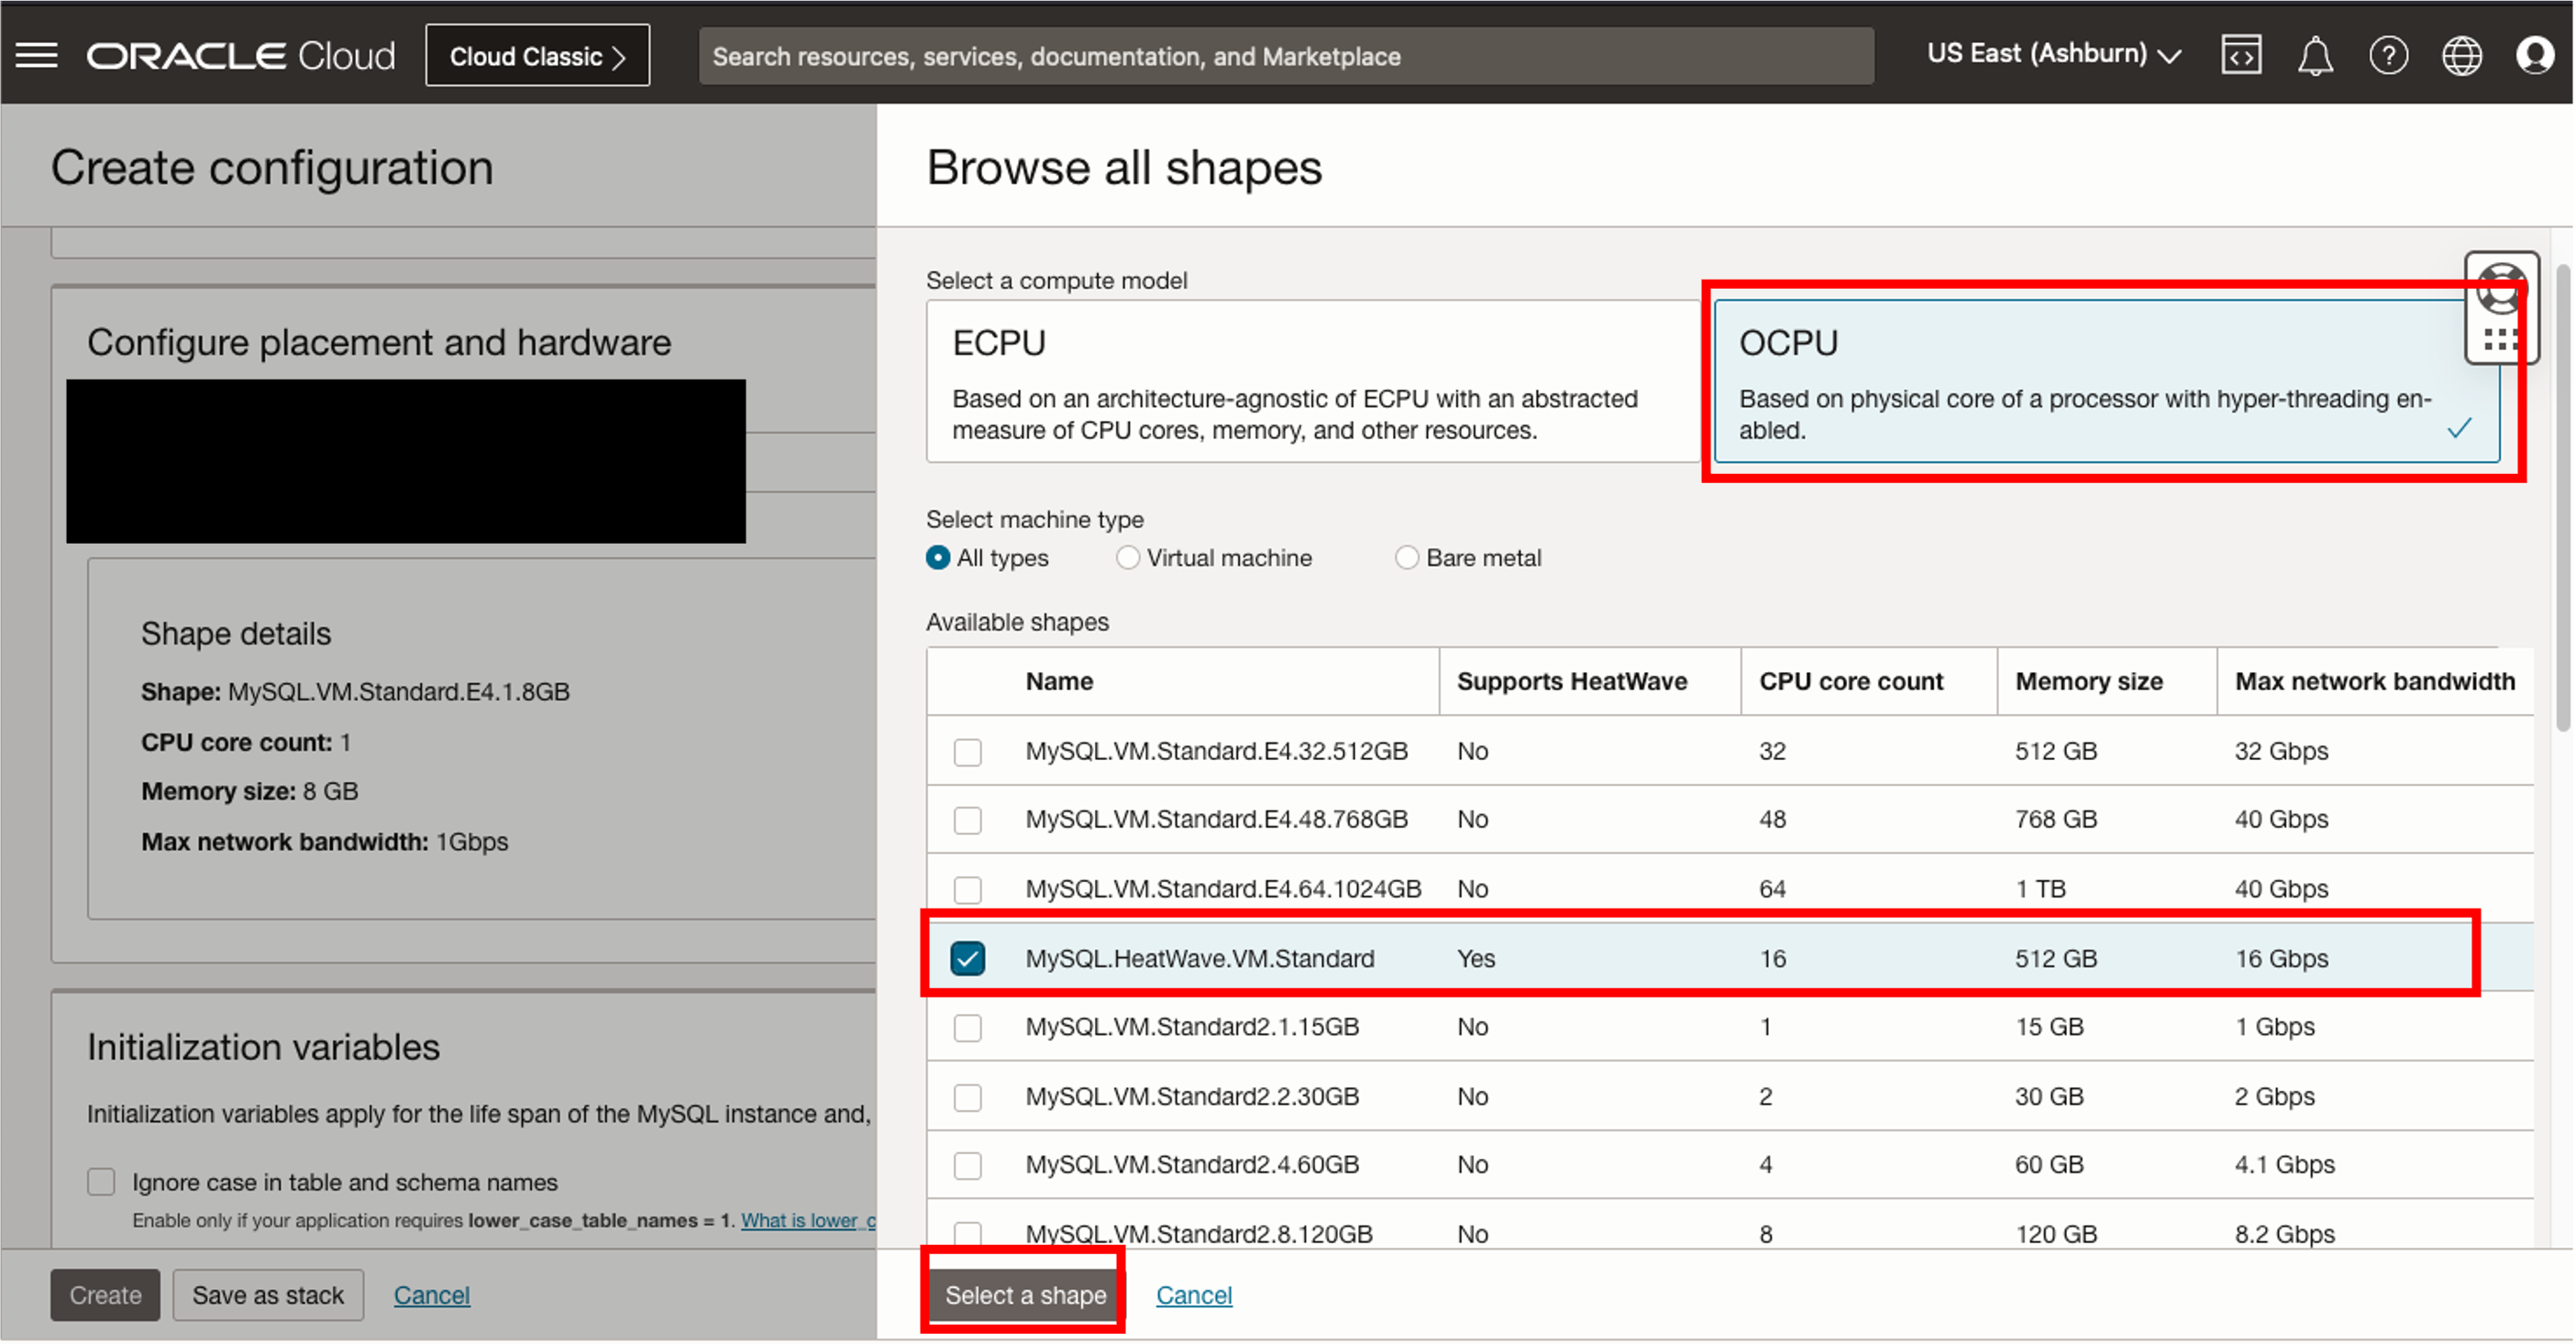 ORACLE Cloud
Cloud Classic
Search resources, services, documentation, and Marketplace
US East (Ashburn)
Create configuration
Configure placement and hardware
Shape details
Shape: MySQL.VM.Standard.E4.1.8GB
CPU core count: 1
Memory size: 8 GB
Max network bandwidth: 1Gbps
Initialization variables
Initialization variables apply for the life span of the MySQL instance and,
Ignore case in table and schema names
Enable only if your application requires lower_case_table_names = 1. What is lower_c
Create Save as stack Cancel
Browse all shapes
Select a compute model
ECPU
Based on an architecture-agnostic of ECPU with an abstracted
measure of CPU cores, memory, and other resources.
OCPU
Based on physical core of a processor with hyper-threading en-
abled.
Select machine type
All types Virtual machine Bare metal
Available shapes
Name Supports HeatWave CPU core count Memory size Max network bandwidth
MySQL.VM.Standard.E4.32.512GB No 32 512 GB 32 Gbps
MySQL.VM.Standard.E4.48.768GB No 48 768 GB 40 Gbps
MySQL.VM.Standard.E4.64.1024GB No 64 1 TB 40 Gbps
MySQL.HeatWave.VM.Standard Yes 16 512 GB 16 Gbps
MySQL.VM.Standard2.1.15GB No 1 15 GB 1 Gbps
MySQL.VM.Standard2.2.30GB No 2 30 GB 2 Gbps
MySQL.VM.Standard2.4.60GB No 4 60 GB 4.1 Gbps
MySQL.VM.Standard2.8.120GB No 8 120 GB 8.2 Gbps
Select a shape Cancel